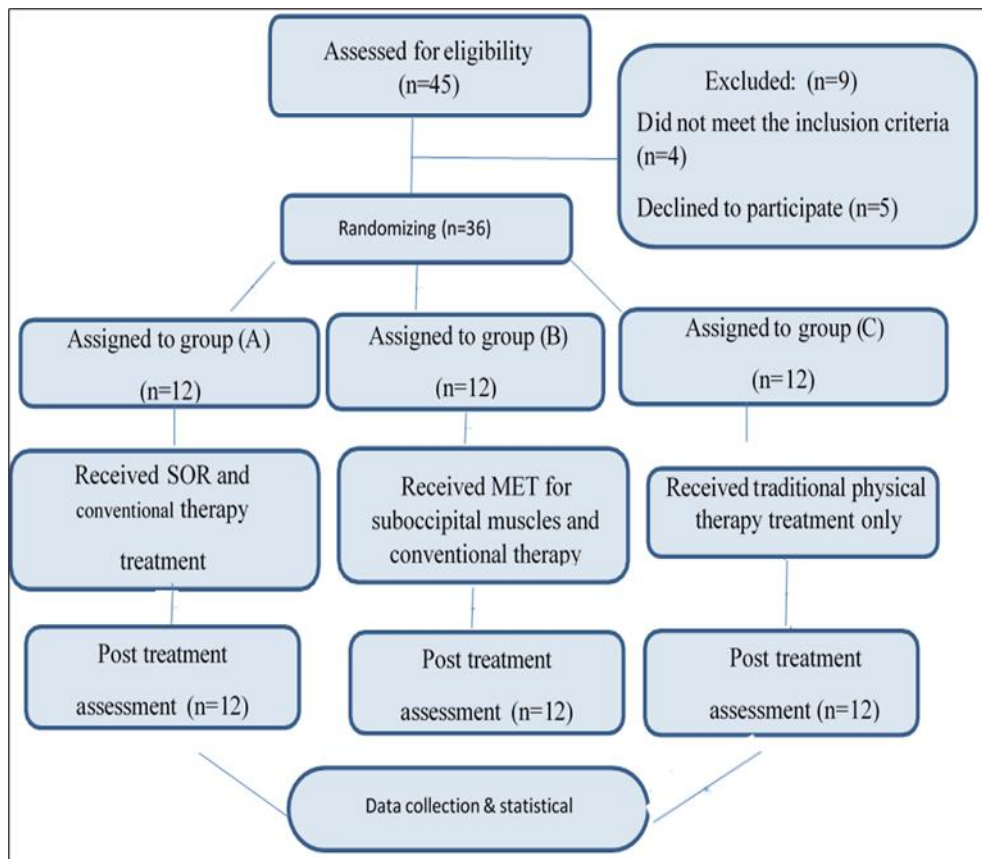 Assessed for eligibility
(n=45)
Excluded: (n=9)
Did not meet the inclusion criteria
(n=4)
Declined to participate (n=5)
Randomizing (n=36)
Assigned to group (A)
(n=12)
Assigned to group (B)
(n=12)
Assigned to group (C)
(n=12)
Received SOR and
conventional therapy
treatment
Received MET for
suboccipital muscles and
conventional therapy
Received traditional physical
therapy treatment only
Post treatment
assessment (n=12)
Post treatment
assessment (n=12)
Post treatment
assessment (n=12)
Data collection & statistical